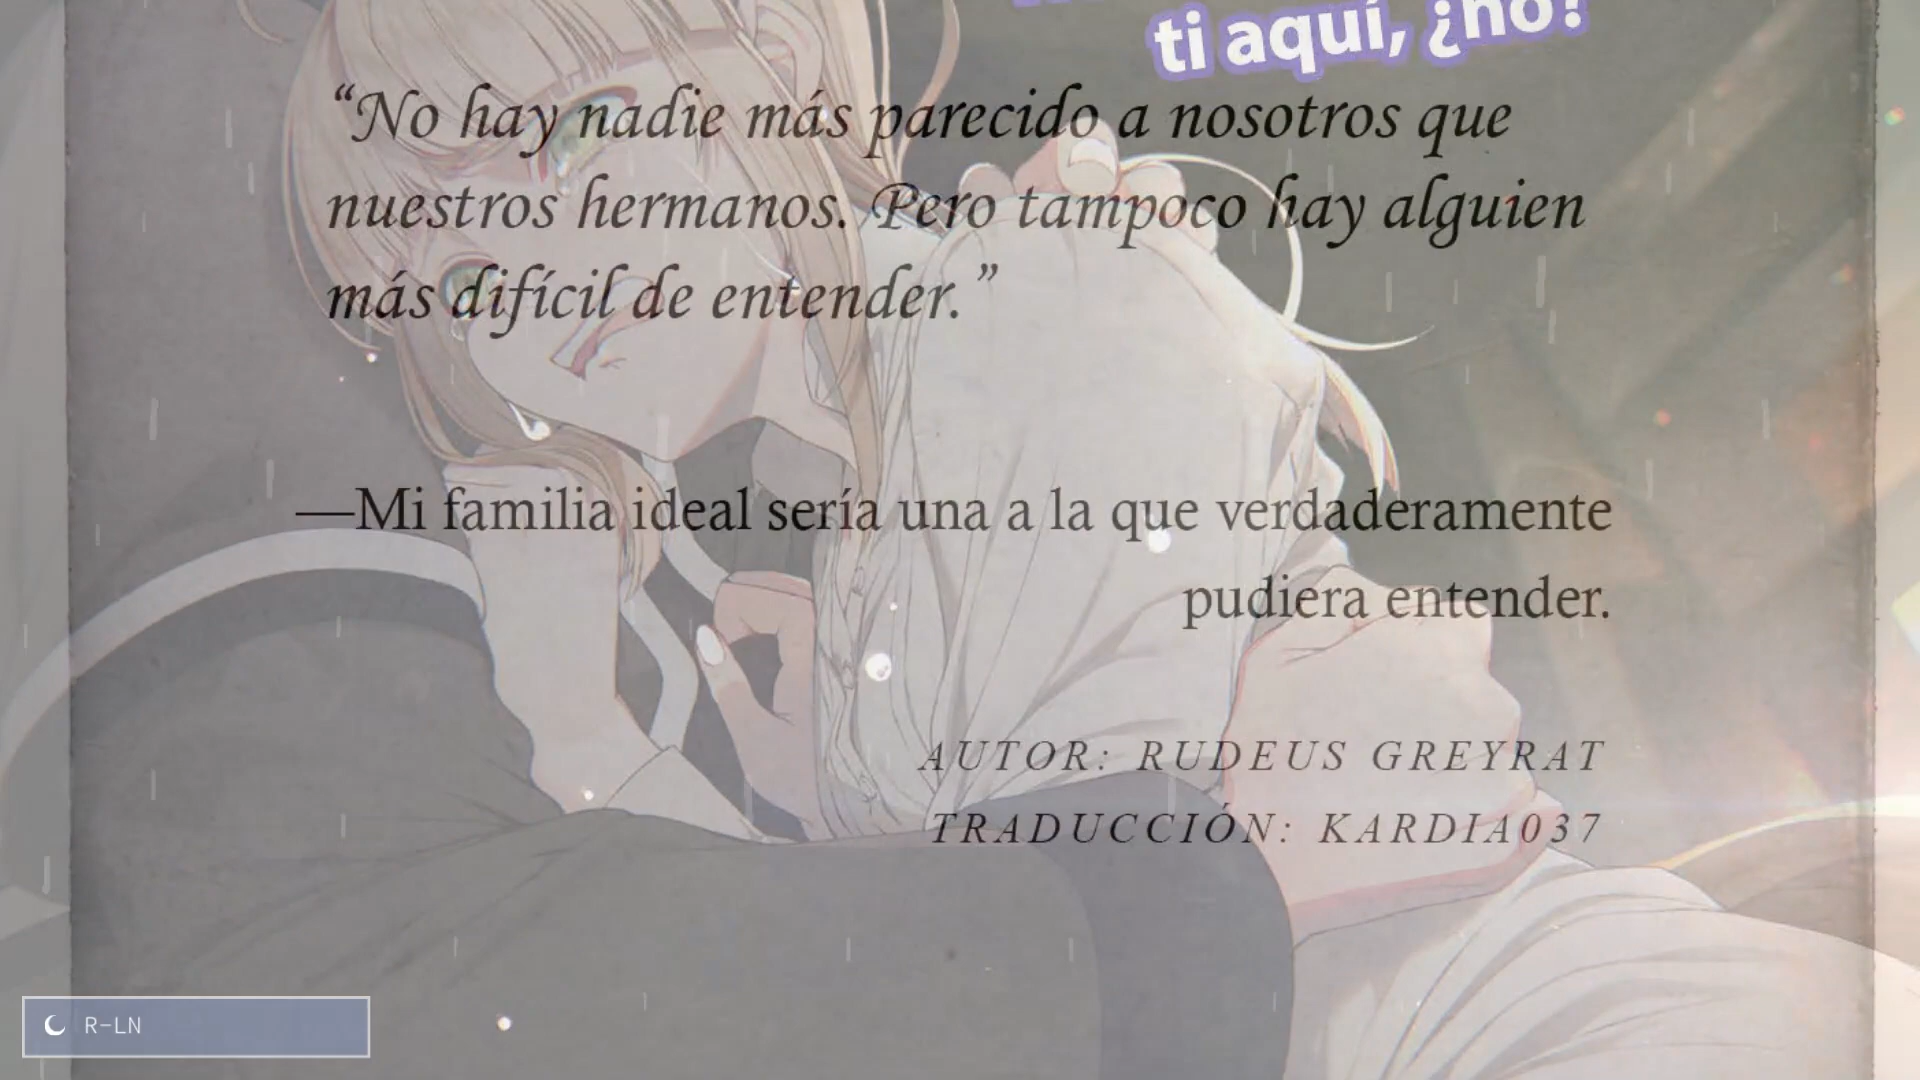 ti aquí, ¿no?
“No hay nadie más parecido a nosotros que
nuestros hermanos. Pero tampoco hay alguien
más difícil de entender.”
—Mi familia ideal sería una a la que verdaderamente
pudiera entender.
AUTOR: RUDEUS GREYRAT
TRADUCCIÓN: KARDIA037
R-LN